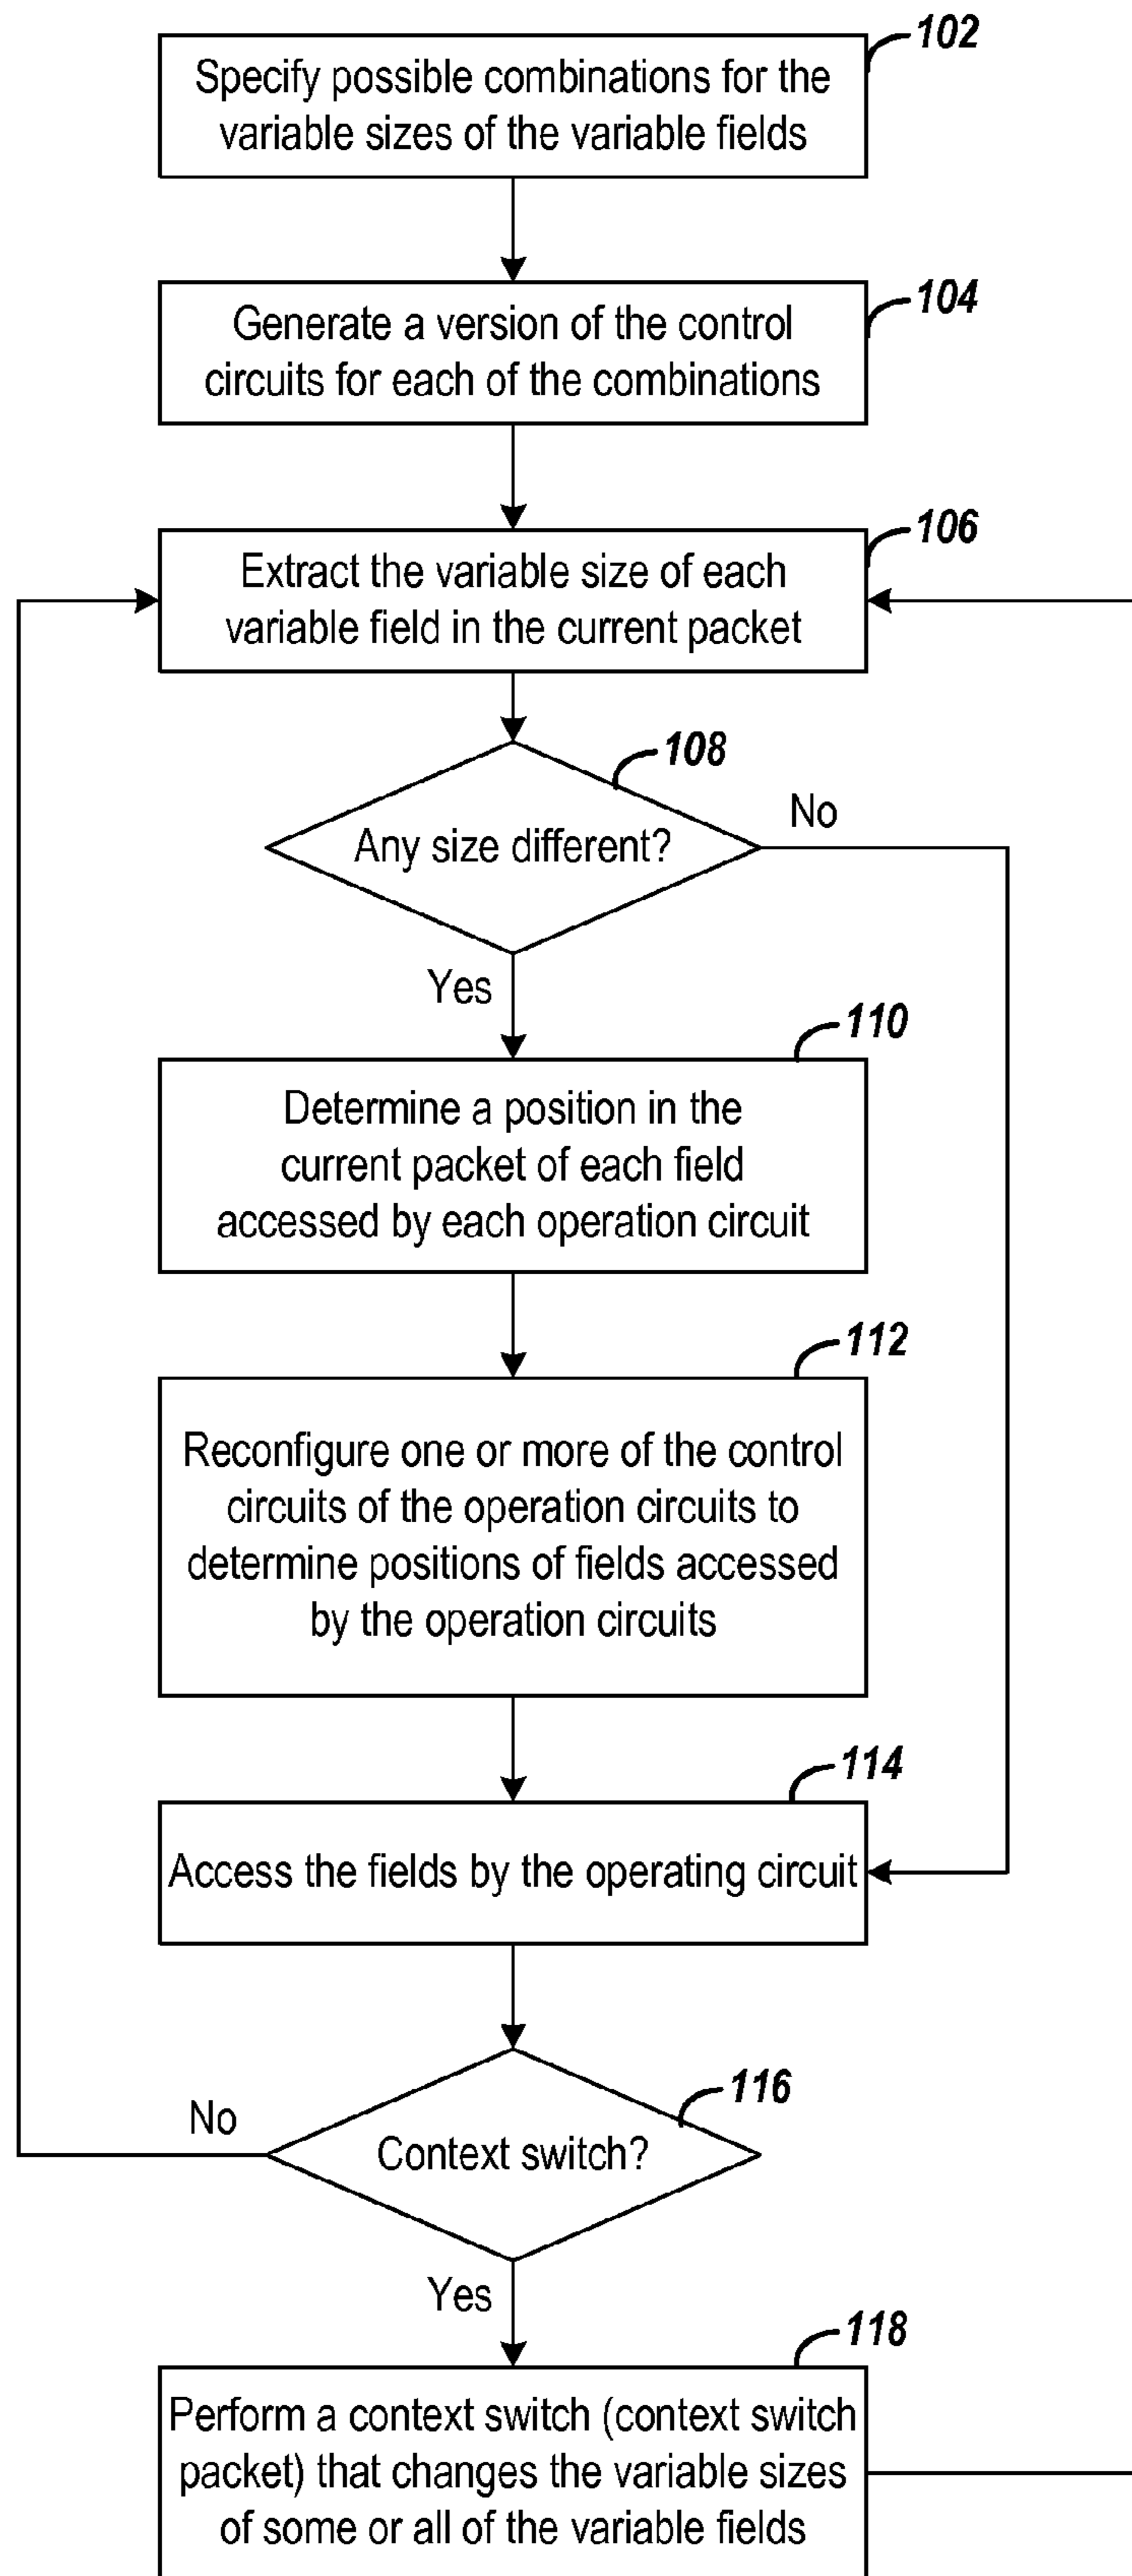 102
Specify possible combinations for the
variable sizes of the variable fields
104
Generate a version of the control
circuits for each of the combinations
106
Extract the variable size of each
variable field in the current packet
108
Any size different?
No
Yes
110
Determine a position in the
current packet of each field
accessed by each operation circuit
112
Reconfigure one or more of the control
circuits of the operation circuits to
determine positions of fields accessed
by the operation circuits
114
Access the fields by the operating circuit
116
No
Context switch?
Yes
118
Perform a context switch (context switch
packet) that changes the variable sizes
of some or all of the variable fields